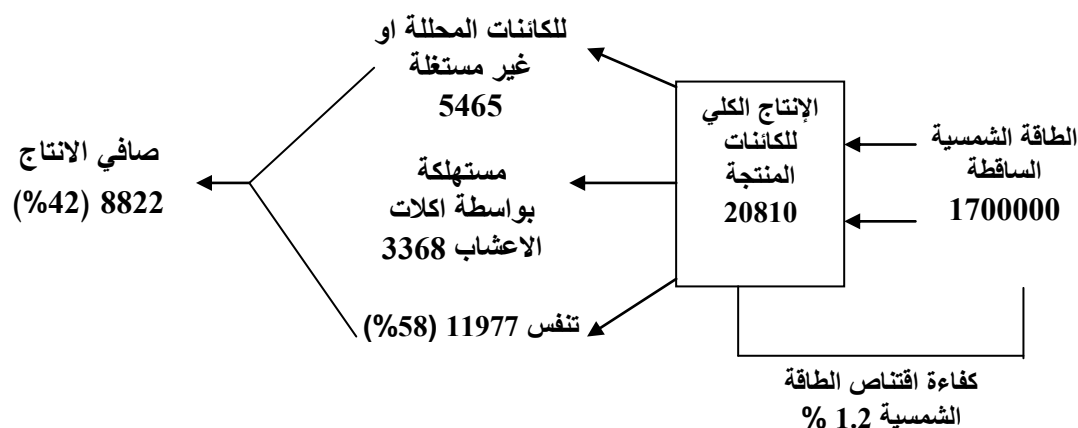 الطاقة الشمسية
الساقطة
1700000
الإنتاج الكلي
للكائنات
المنتجة
20810
للكائنات المحللة او
غير مستغلة
5465
مستهلكة
بواسطة اكلات
الاعشاب 3368
تنفس 11977 (58%)
صافي الانتاج
8822 (42%)
كفاءة اقتناص الطاقة
الشمسية 1.2 %